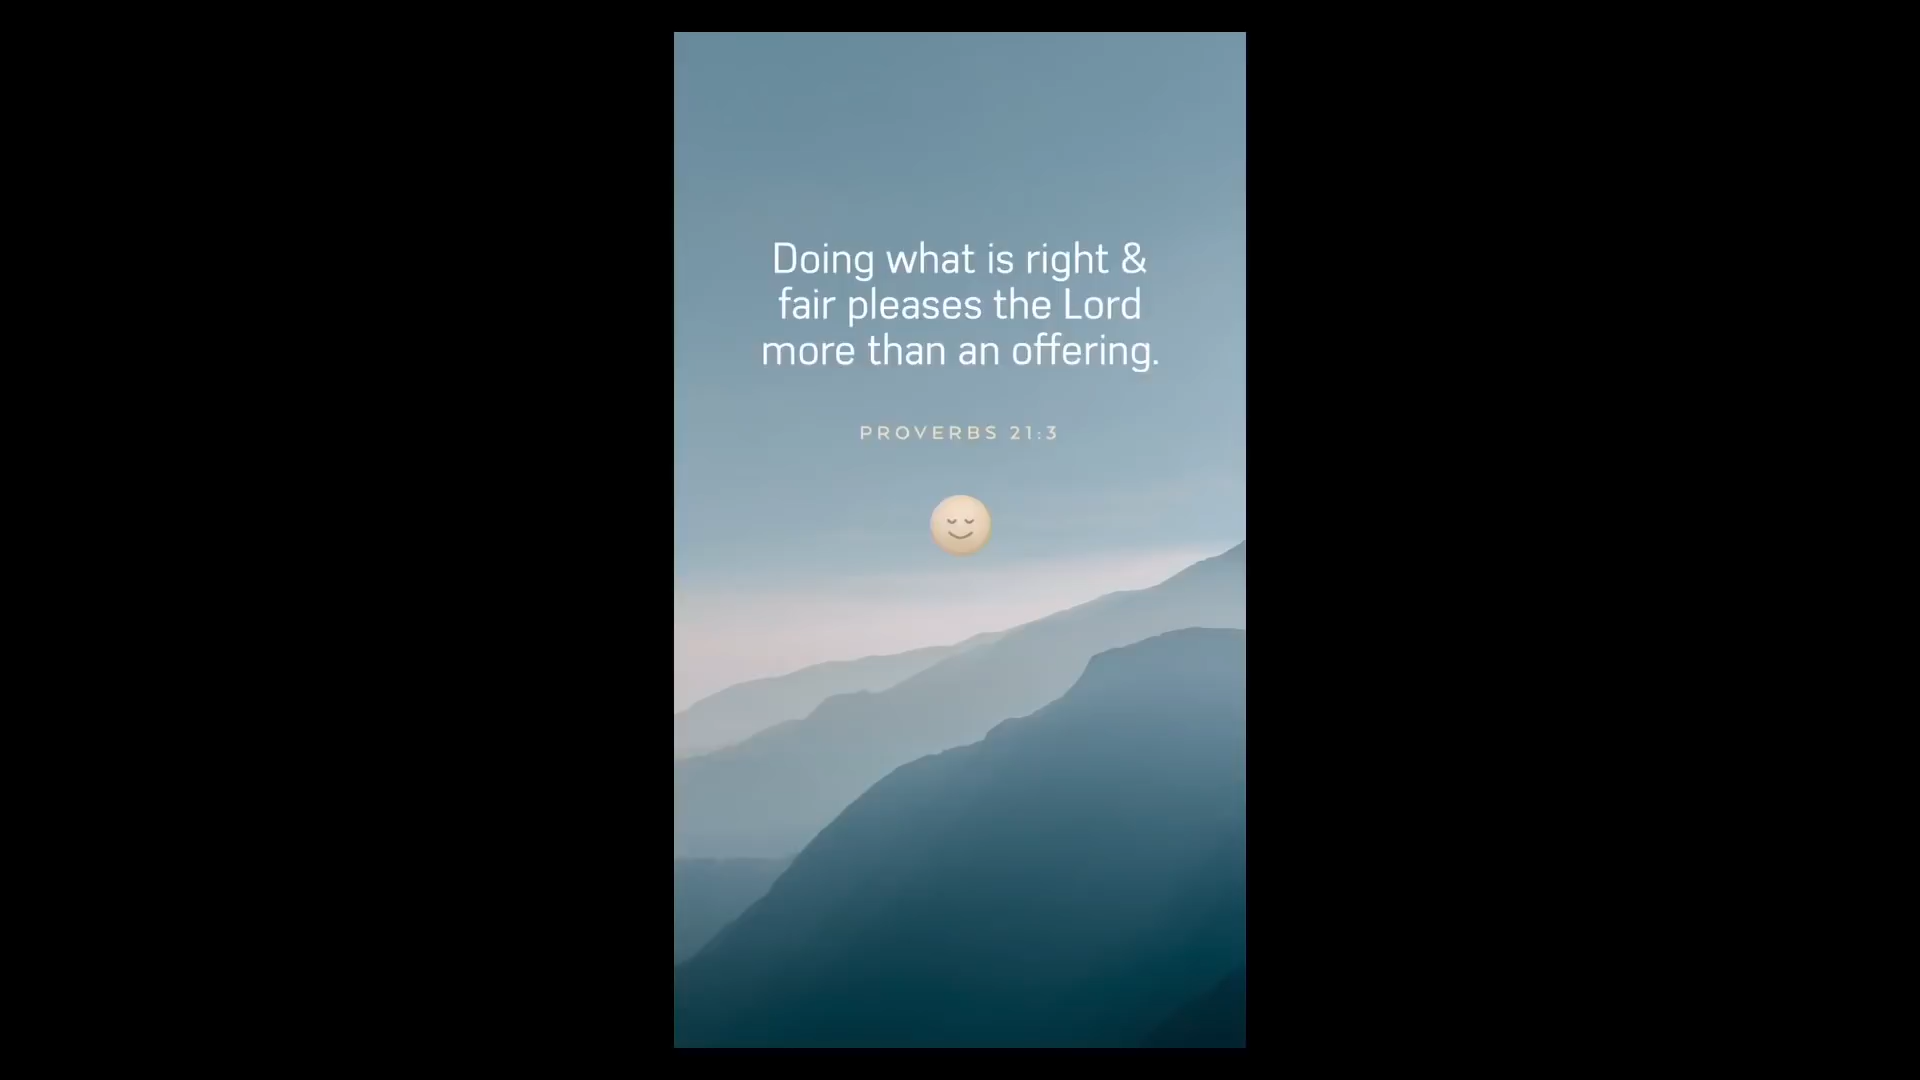 Doing what is right &
fair pleases the Lord
more than an offering.
PROVERBS 21:3